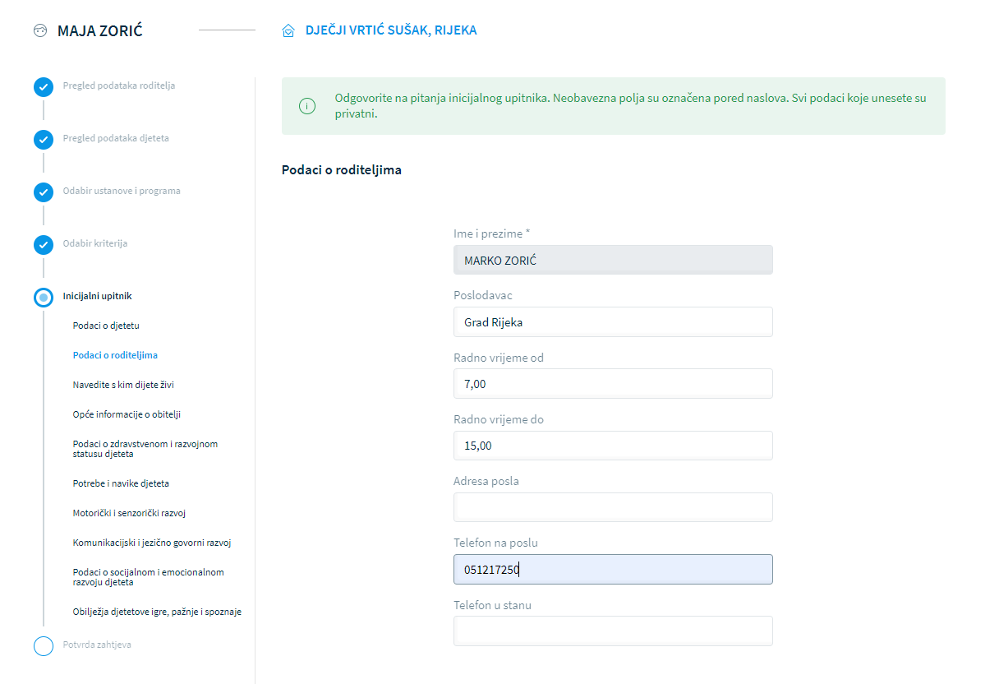 MAJA ZORIĆ
DJEČJI VRTIĆ SUŠAK, RIJEKA
Pregled podataka roditelja
Pregled podataka djeteta
Odabir ustanove i programa
Odabir kriterija
Inicijalni upitnik
Podaci o djetetu
Podaci o roditeljima
Navedite s kim dijete živi
Opće informacije o obitelji
Podaci o zdravstvenom i razvojnom
statusu djeteta
Potrebe i navike djeteta
Motorički i senzorički razvoj
Komunikacijski i jezično govorni razvoj
Podaci o socijalnom i emocionalnom
razvoju djeteta
Obilježja djetetove igre, pažnje i spoznaje
Potvrda zahtjeva
Odgovorite na pitanja inicijalnog upitnika. Neobavezna polja su označena pored naslova. Svi podaci koje unesete su
privatni.
Podaci o roditeljima
Ime i prezime *
MARKO ZORIĆ
Poslodavac
Grad Rijeka
Radno vrijeme od
7,00
Radno vrijeme do
15,00
Adresa posla
Telefon na poslu
051217250
Telefon u stanu